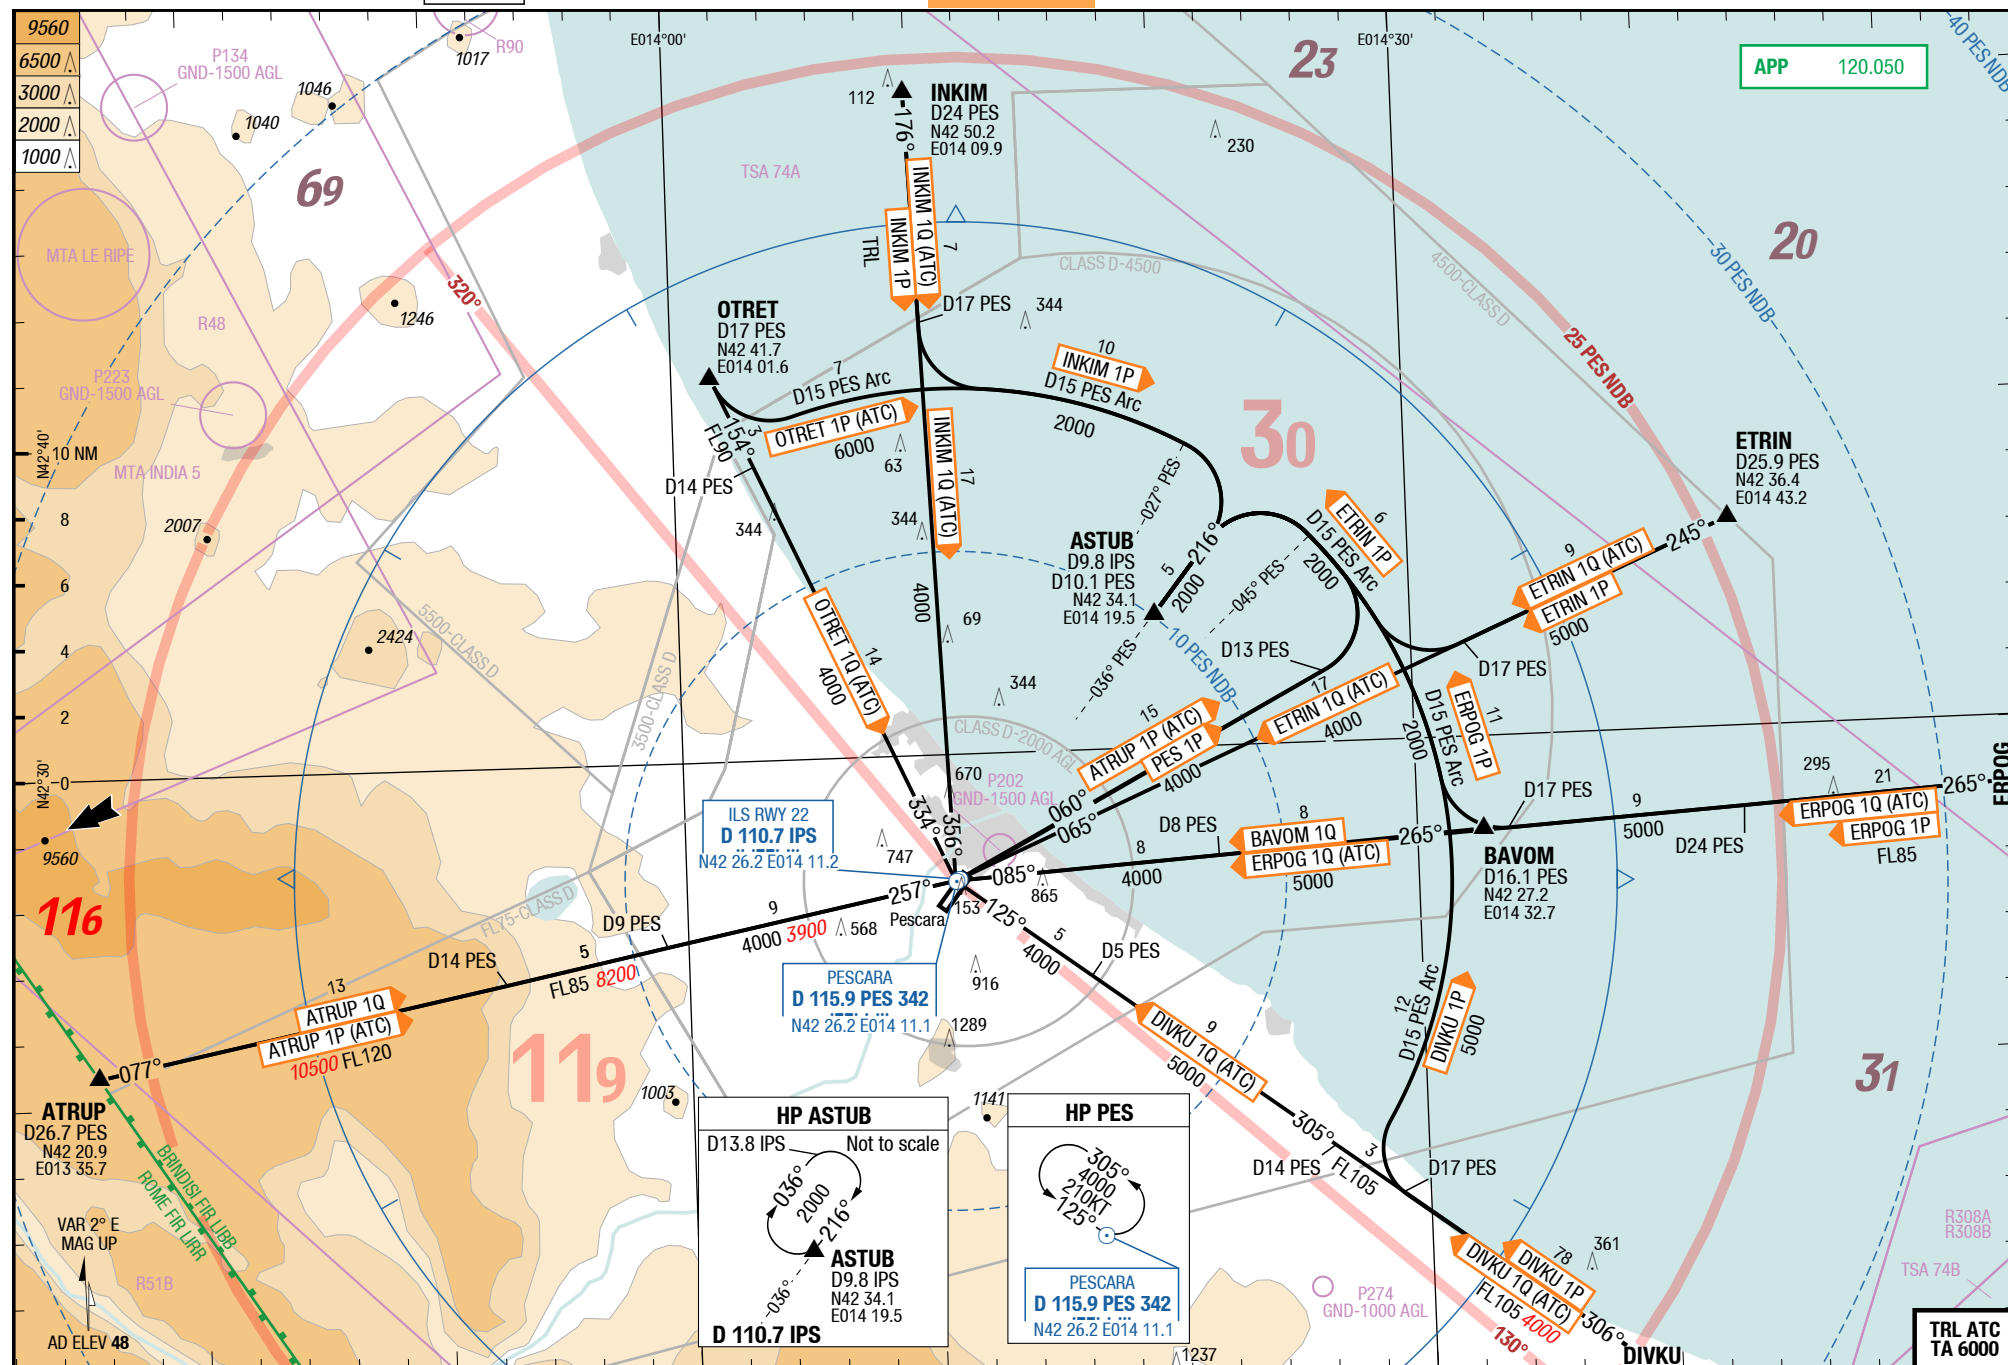 9560
6500
3000
2000
1000
P134
GND-1500 AGL
R90
1017
1046
1040
69
E014°00'
E014°30'
23
APP 120.050
40 PES NDB
112
INKIM
D24 PES
N42 50.2
E014 09.9
176°
230
TSA 74A
20
MTA LE RIPE
INKIM 1Q (ATC)
INKIM 1P
TRL
7
CLASS D-4500
4500-CLASS D
30 PES NDB
320°
1246
R48
OTRET
D17 PES
N42 41.7
E014 01.6
D17 PES
344
25 PES NDB
P223
GND-1500 AGL
7
D15 PES Arc
10
INKIM 1P
D15 PES Arc
2000
3
154°
FL90
OTRET 1P (ATC)
6000
63
30
ETRIN
D25.9 PES
N42 36.4
E014 43.2
N42°40'
10 NM
MTA INDIA 5
D14 PES
INKIM 1Q (ATC)
17
027° PES
8
2007
344
344
ASTUB
D9.8 IPS
D10.1 PES
N42 34.1
E014 19.5
216°
5
2000
6
ETRIN 1P
D15 PES Arc
2000
245°
9
ETRIN 1Q (ATC)
ETRIN 1P
5000
6
5500-CLASS D
4000
045° PES
2424
4
OTRET 1Q (ATC)
14
4000
69
10 PES NDB
D13 PES
D17 PES
3500-CLASS D
036° PES
344
17
ETRIN 1Q (ATC)
4000
2
CLASS D-2000 AGL
15
ATRUP 1P (ATC)
PES 1P
4000
11
ERPOG 1P
D15 PES Arc
2000
N42°30'
0
670
P202
GND-1500 AGL
295
21
265°
ERPOG
ILS RWY 22
D 110.7 IPS
N42 26.2 E014 11.2
334°
356°
060°
065°
D17 PES
9560
747
D8 PES
8
BAVOM 1Q
ERPOG 1Q (ATC)
5000
265°
9
5000
D24 PES
ERPOG 1Q (ATC)
ERPOG 1P
FL85
8
4000
085°
865
BAVOM
D16.1 PES
N42 27.2
E014 32.7
116
FL75-CLASS D
257°
Pescara
153
125°
9
4000 3900
568
D9 PES
5
4000
D5 PES
D14 PES
5
FL85 8200
PESCARA
D 115.9 PES 342
N42 26.2 E014 11.1
916
13
ATRUP 1Q
ATRUP 1P (ATC)
10500 FL120
12
D15 PES Arc
DIVKU 1P
5000
1289
119
9
DIVKU 1Q (ATC)
5000
31
077°
ATRUP
D26.7 PES
N42 20.9
E013 35.7
1003
1141
HP ASTUB
D13.8 IPS
Not to scale
036°
2000
216°
ASTUB
D9.8 IPS
N42 34.1
E014 19.5
036°
D 110.7 IPS
HP PES
305°
4000
210KT
125°
PESCARA
D 115.9 PES 342
N42 26.2 E014 11.1
305°
3
D14 PES
FL105
D17 PES
BRINDISI FIR LIBB
ROME FIR LIRR
VAR 2° E
MAG UP
R51B
AD ELEV 48
R308A
R308B
TSA 74B
P274
GND-1000 AGL
78
361
DIVKU 1P
DIVKU 1Q (ATC)
FL105 4000
306°
130°
DIVKU
1237
TRL ATC
TA 6000